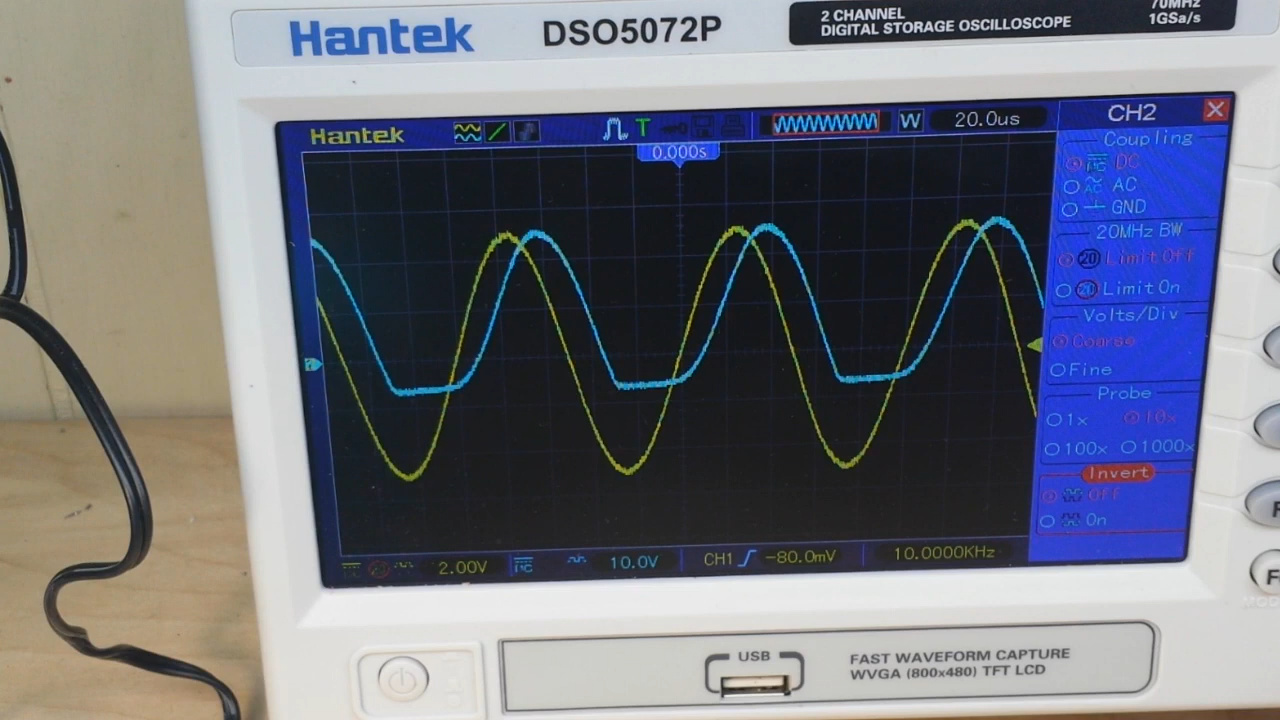 Hantek
DSO5072P
2 CHANNEL
DIGITAL STORAGE OSCILLOSCOPE
70MHz
1GSa/s
Hantek
T
W
20.0us
0.000s
CH2
Coupling
DC
AC
GND
20MHz BW
20 Limit Off
20 Limit On
Volts/Div
Coarse
Fine
Probe
1x
10x
100x
1000x
Invert
Off
On
2.00V
10.0V
CH1
-80.0mV
10.0000KHz
USB
FAST WAVEFORM CAPTURE
WVGA (800x480) TFT LCD